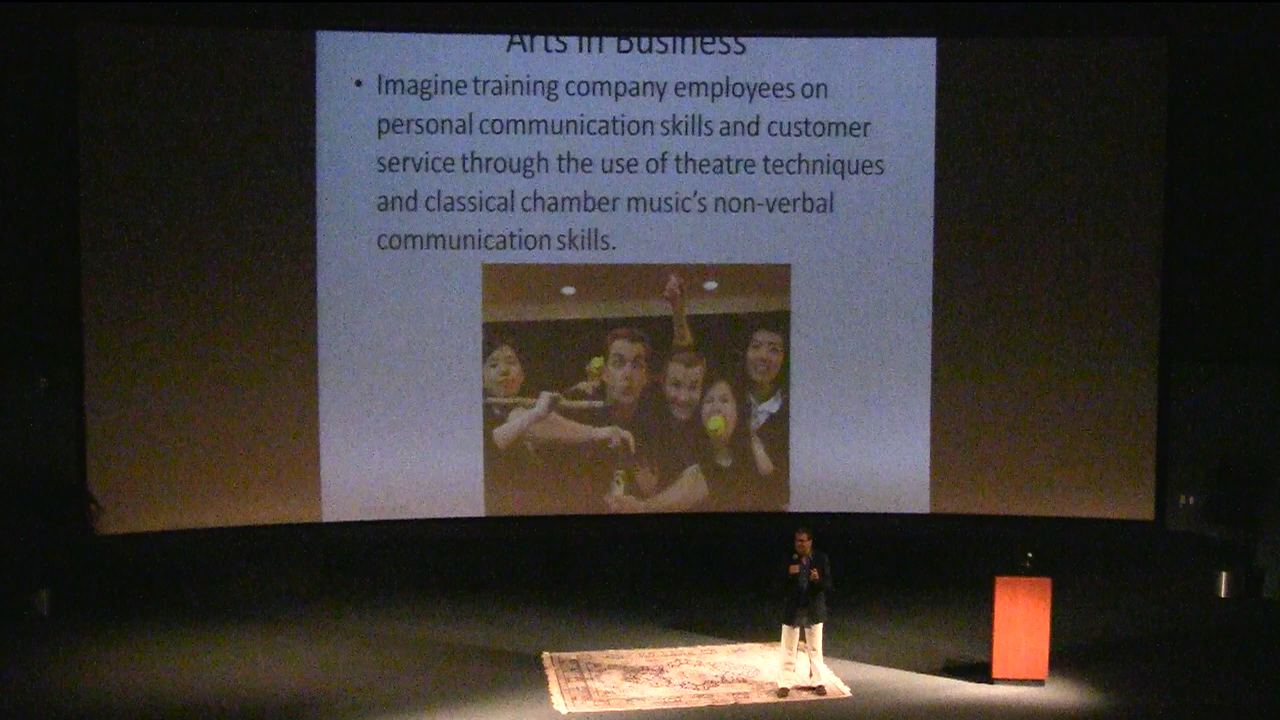 Arts in Business
• Imagine training company employees on
personal communication skills and customer
service through the use of theatre techniques
and classical chamber music's non-verbal
communication skills.